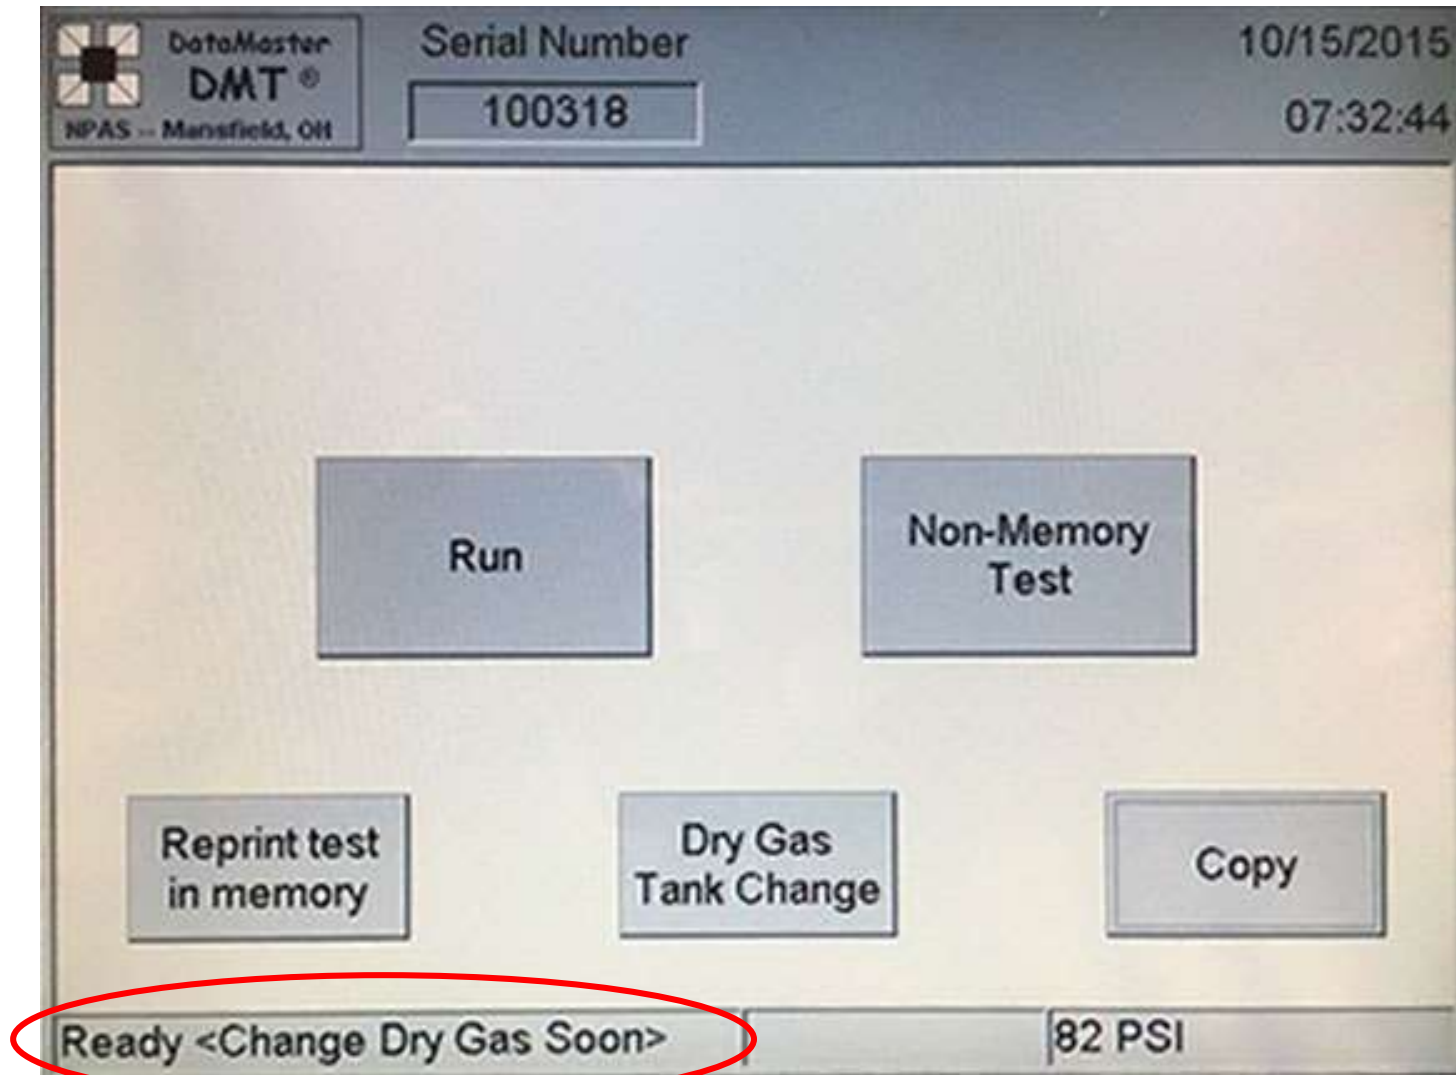 DataMaster
DMT ®
NPAS -- Mansfield, OH
Serial Number
100318
10/15/2015
07:32:44
Run
Non-Memory
Test
Reprint test
in memory
Dry Gas
Tank Change
Copy
Ready <Change Dry Gas Soon>
82 PSI